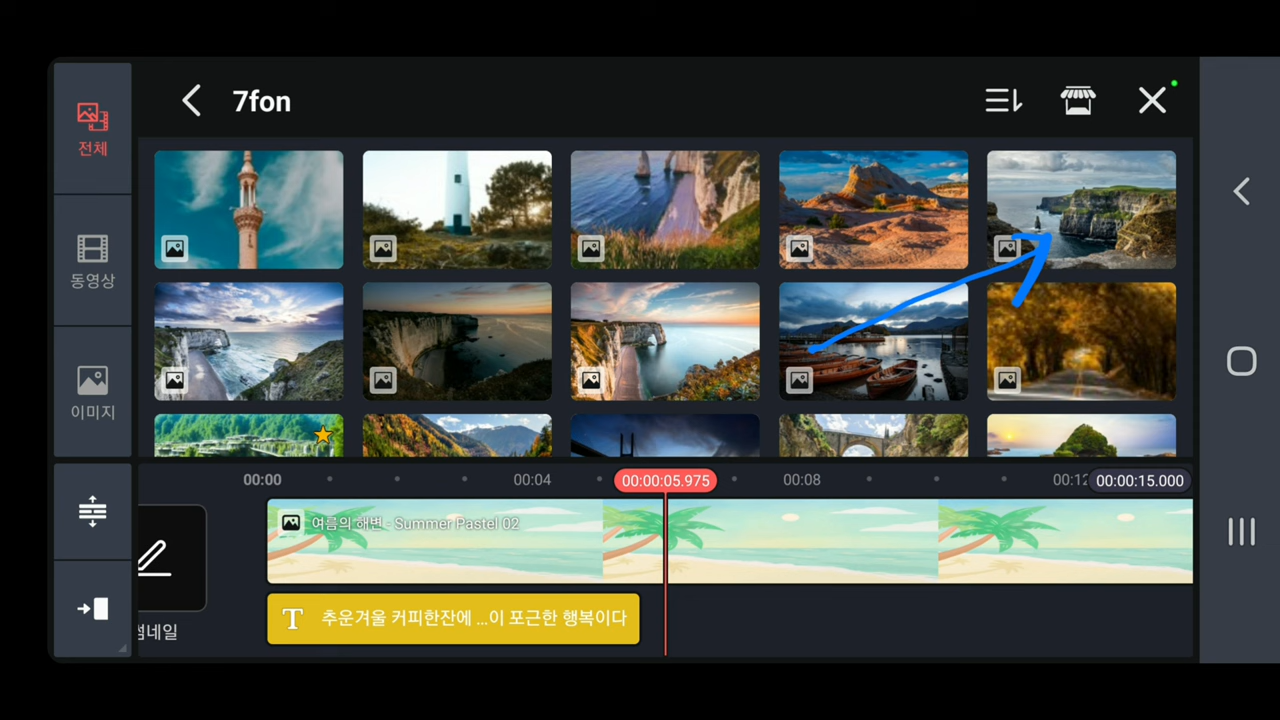 7fon
전체
동영상
이미지
00:00
00:04
00:00:05.975
00:08
00:12
00:00:15.000
여름의 해변 - Summer Pastel 02
T 추운겨울 커피한잔에 ...이 포근한 행복이다
썸네일